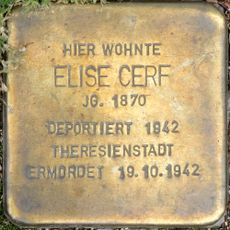 HIER WOHNTE
ELISE CERF
JG. 1870
DEPORTIERT 1942
THERESIENSTADT
ERMORDET 19.10.1942